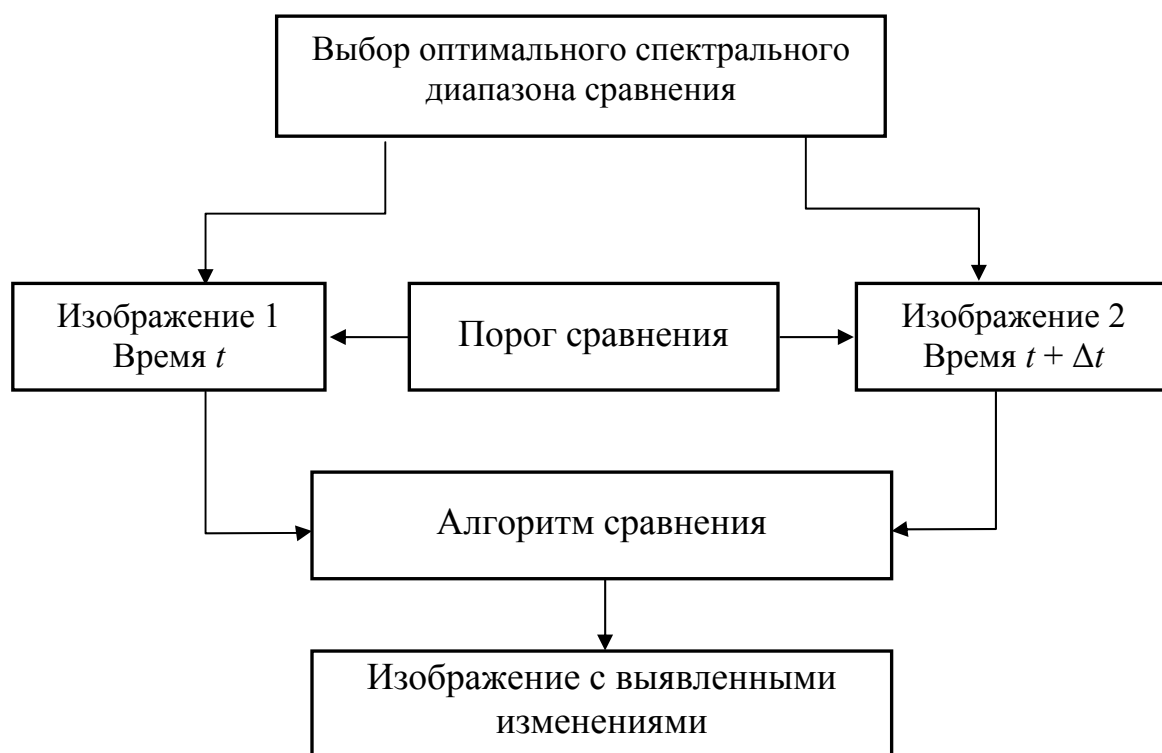 Выбор оптимального спектрального
диапазона сравнения
Изображение 1
Время t
Порог сравнения
Изображение 2
Время t + Δt
Алгоритм сравнения
Изображение с выявленными
изменениями